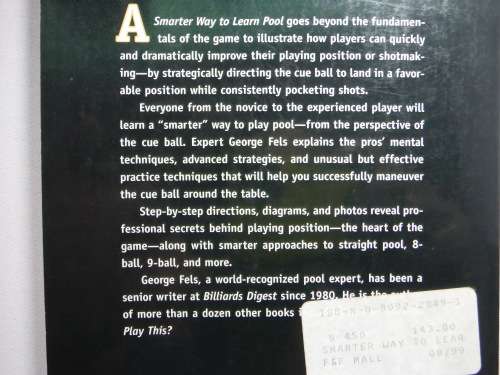 A Smarter Way to Learn Pool goes beyond the fundamen-
tals of the game to illustrate how players can quickly
and dramatically improve their playing position or shotmak-
ing—by strategically directing the cue ball to land in a favor-
able position while consistently pocketing shots.
Everyone from the novice to the experienced player will
learn a “smarter” way to play pool—from the perspective of
the cue ball. Expert George Fels explains the pros’ mental
techniques, advanced strategies, and unusual but effective
practice techniques that will help you successfully maneuver
the cue ball around the table.
Step-by-step directions, diagrams, and photos reveal pro-
fessional secrets behind playing position—the heart of the
game—along with smarter approaches to straight pool, 8-
ball, 9-ball, and more.
George Fels, a world-recognized pool expert, has been a
senior writer at Billiards Digest since 1980. He is the
of more than a dozen other books
Play This?
143.00
SMARTER WAY TO LEAR
MALL 08/99